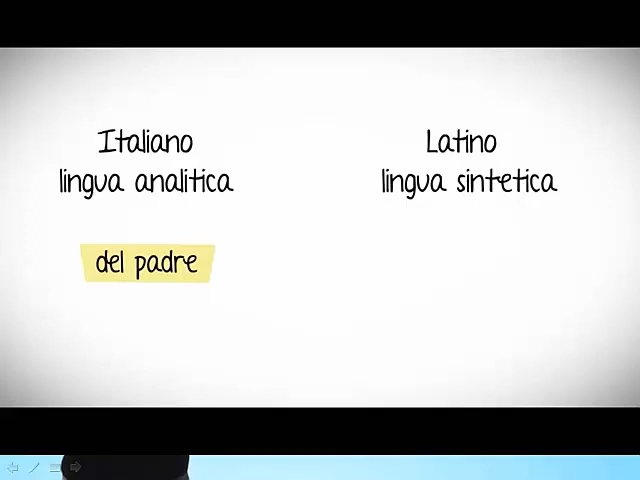 Italiano
lingua analitica
Latino
lingua sintetica
del padre